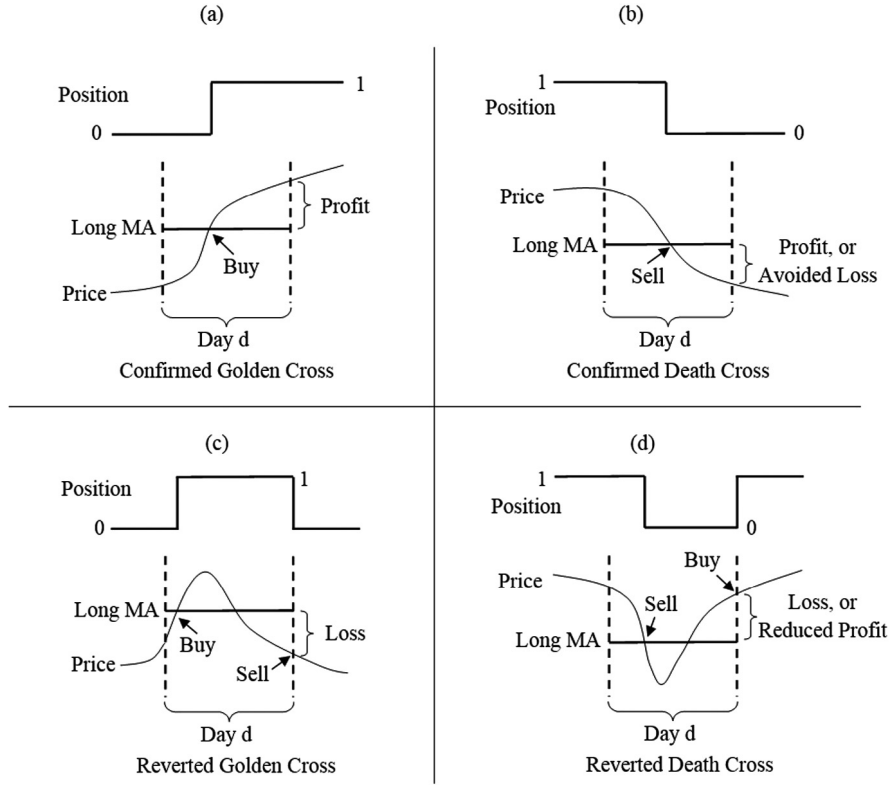 (a)
Position
0
1
Long MA
Price
Buy
Profit
Day d
Confirmed Golden Cross
(b)
1
Position
0
Price
Long MA
Sell
Profit, or
Avoided Loss
Day d
Confirmed Death Cross
(c)
Position
0
1
Long MA
Price
Buy
Sell
Loss
Day d
Reverted Golden Cross
(d)
1
Position
0
Price
Long MA
Sell
Buy
Loss, or
Reduced Profit
Day d
Reverted Death Cross